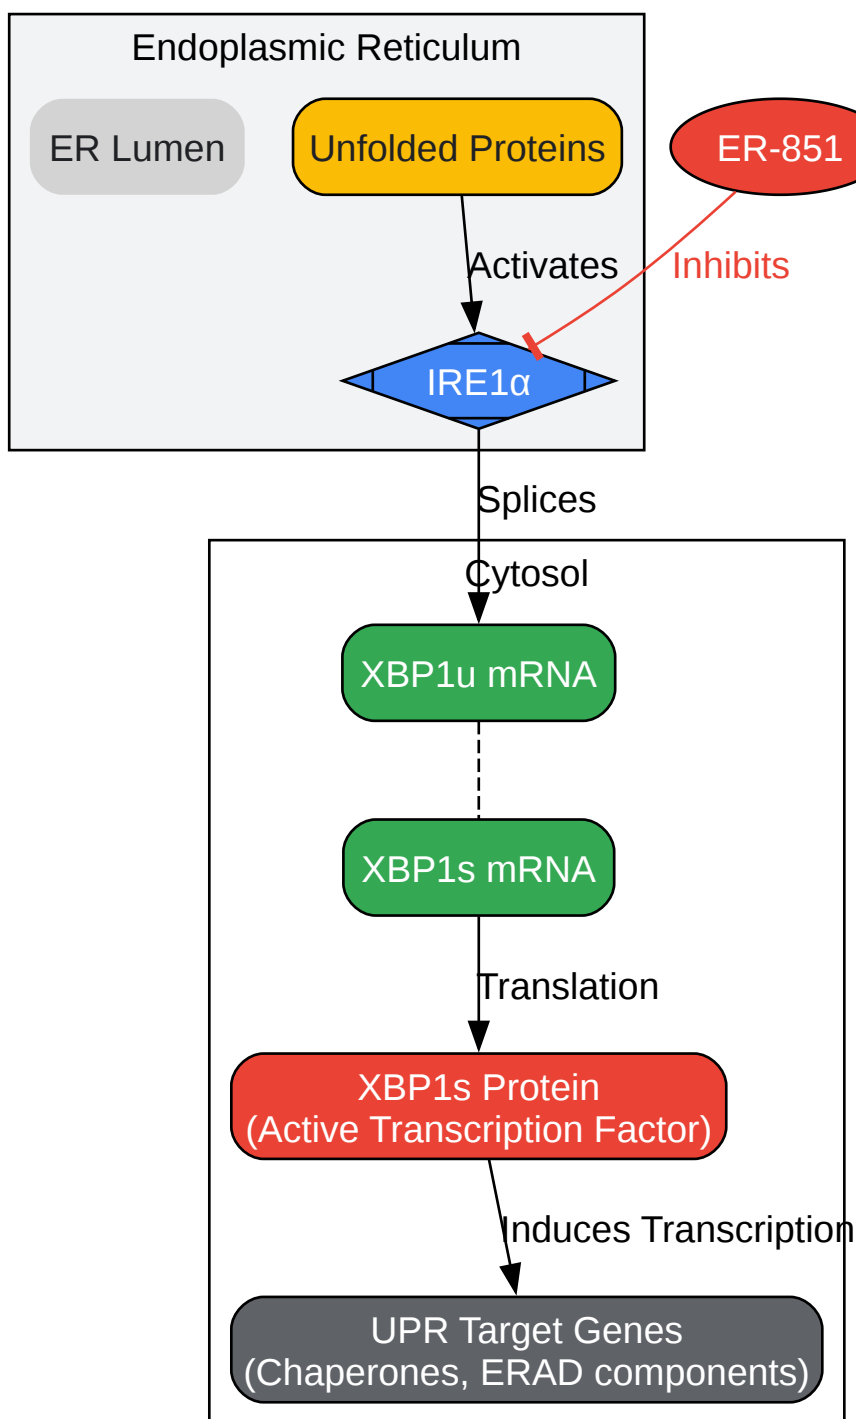 Endoplasmic Reticulum
ER Lumen
Unfolded Proteins
ER-851
Activates
Inhibits
IRE1α
Splices
Cytosol
XBP1u mRNA
XBP1s mRNA
Translation
XBP1s Protein
(Active Transcription Factor)
Induces Transcription
UPR Target Genes
(Chaperones, ERAD components)